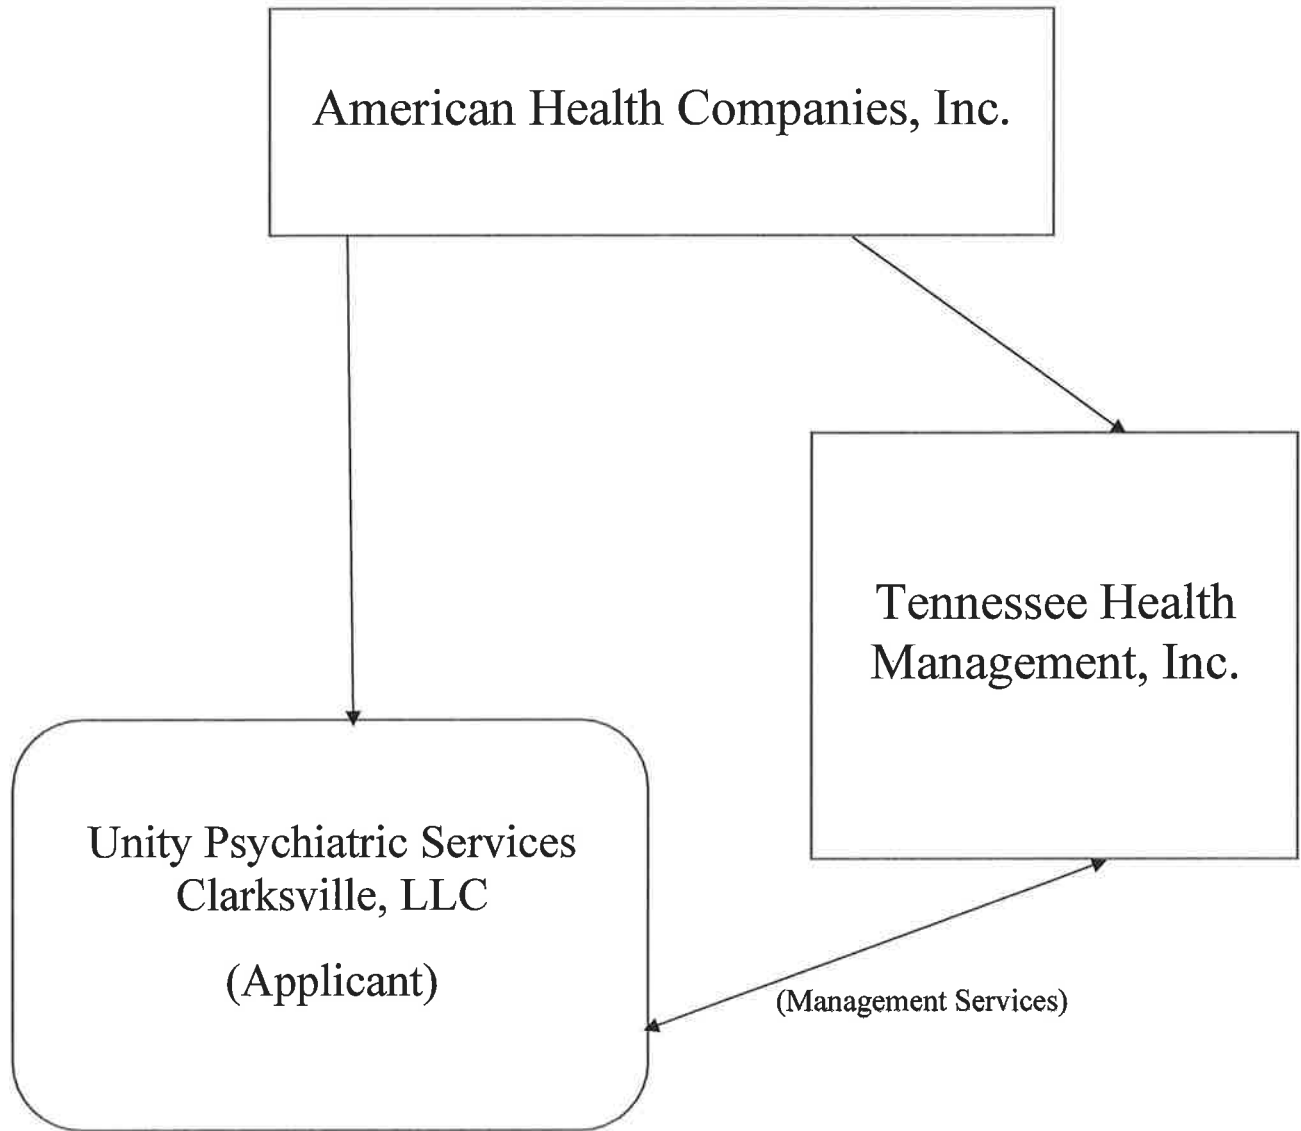 American Health Companies, Inc.
Tennessee Health
Management, Inc.
Unity Psychiatric Services
Clarksville, LLC
(Applicant)
(Management Services)